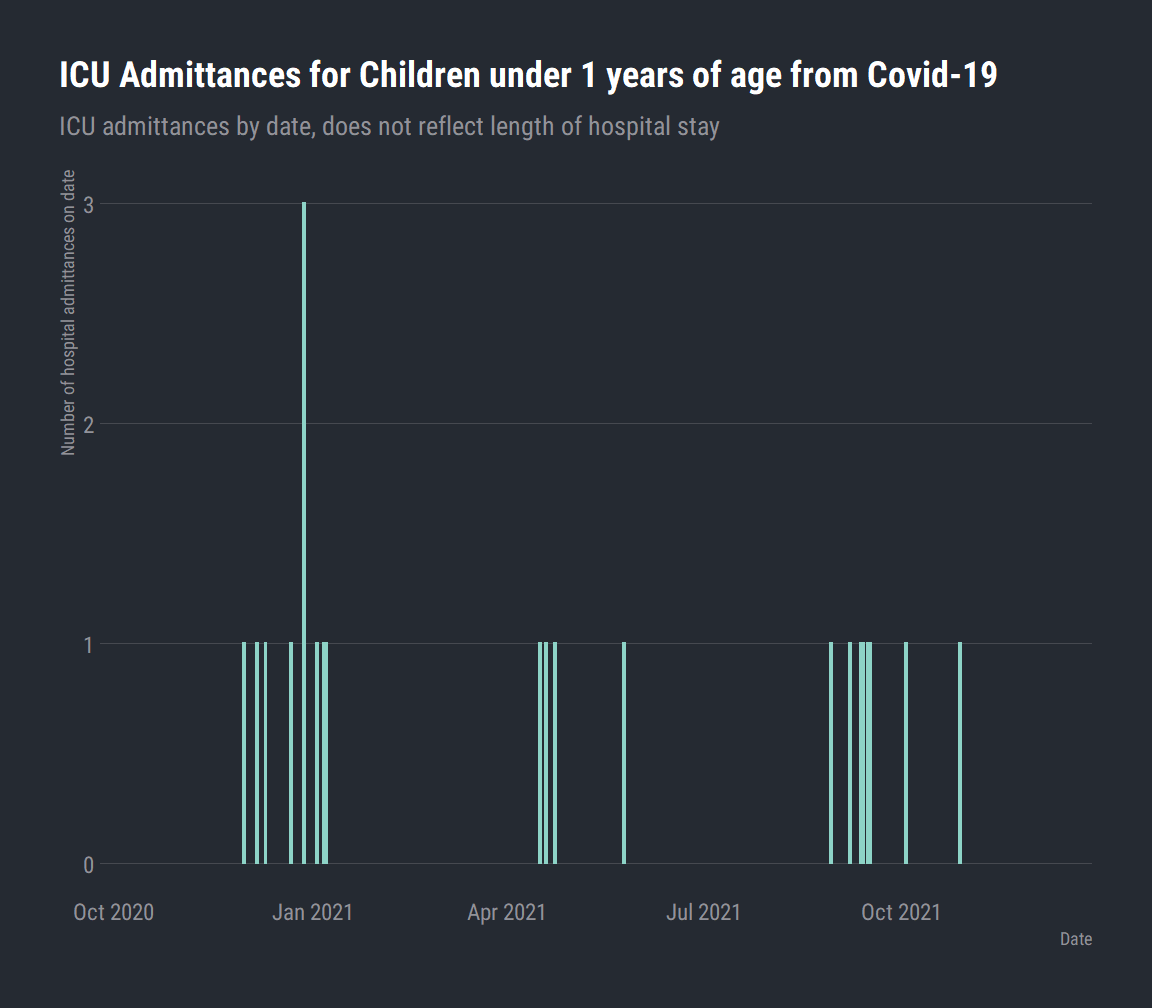 ICU Admittances for Children under 1 years of age from Covid-19
ICU admittances by date, does not reflect length of hospital stay
Number of hospital admittances on date
3
2
1
0
Oct 2020 Jan 2021 Apr 2021 Jul 2021 Oct 2021
Date